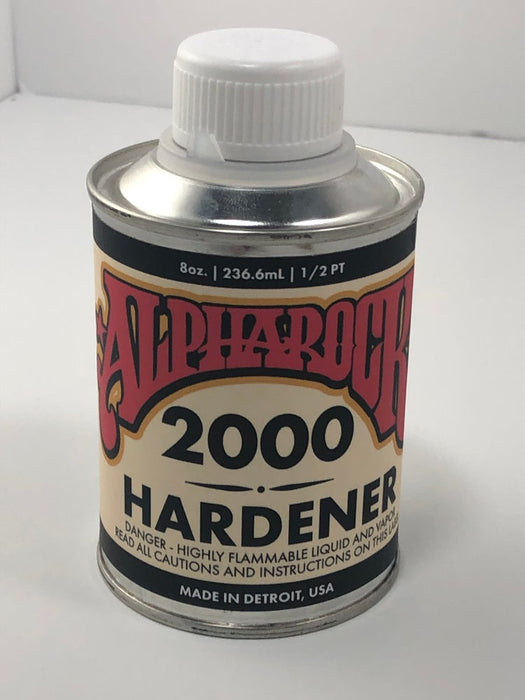 8oz. | 236.6mL | 1/2 PT
ALPHAROCK
2000
HARDENER
DANGER - HIGHLY FLAMMABLE LIQUID AND VAPOR
READ ALL CAUTIONS AND INSTRUCTIONS ON THIS
MADE IN DETROIT, USA